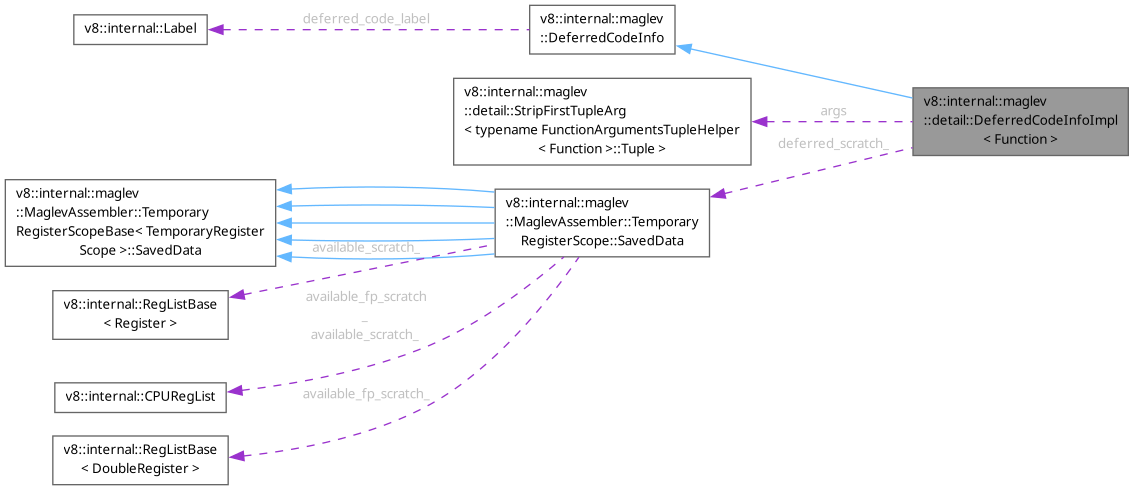 v8::internal::Label
deferred_code_label
v8::internal::maglev
::DeferredCodeInfo
v8::internal::maglev
::detail::StripFirstTupleArg
< typename FunctionArgumentsTupleHelper
< Function >::Tuple >
args
v8::internal::maglev
::detail::DeferredCodeInfoImpl
< Function >
deferred_scratch_
v8::internal::maglev
::MaglevAssembler::Temporary
RegisterScopeBase< TemporaryRegister
Scope >::SavedData
v8::internal::maglev
::MaglevAssembler::Temporary
RegisterScope::SavedData
available_scratch_
v8::internal::RegListBase
< Register >
available_fp_scratch
_
available_scratch_
v8::internal::CPURegList
available_fp_scratch_
v8::internal::RegListBase
< DoubleRegister >